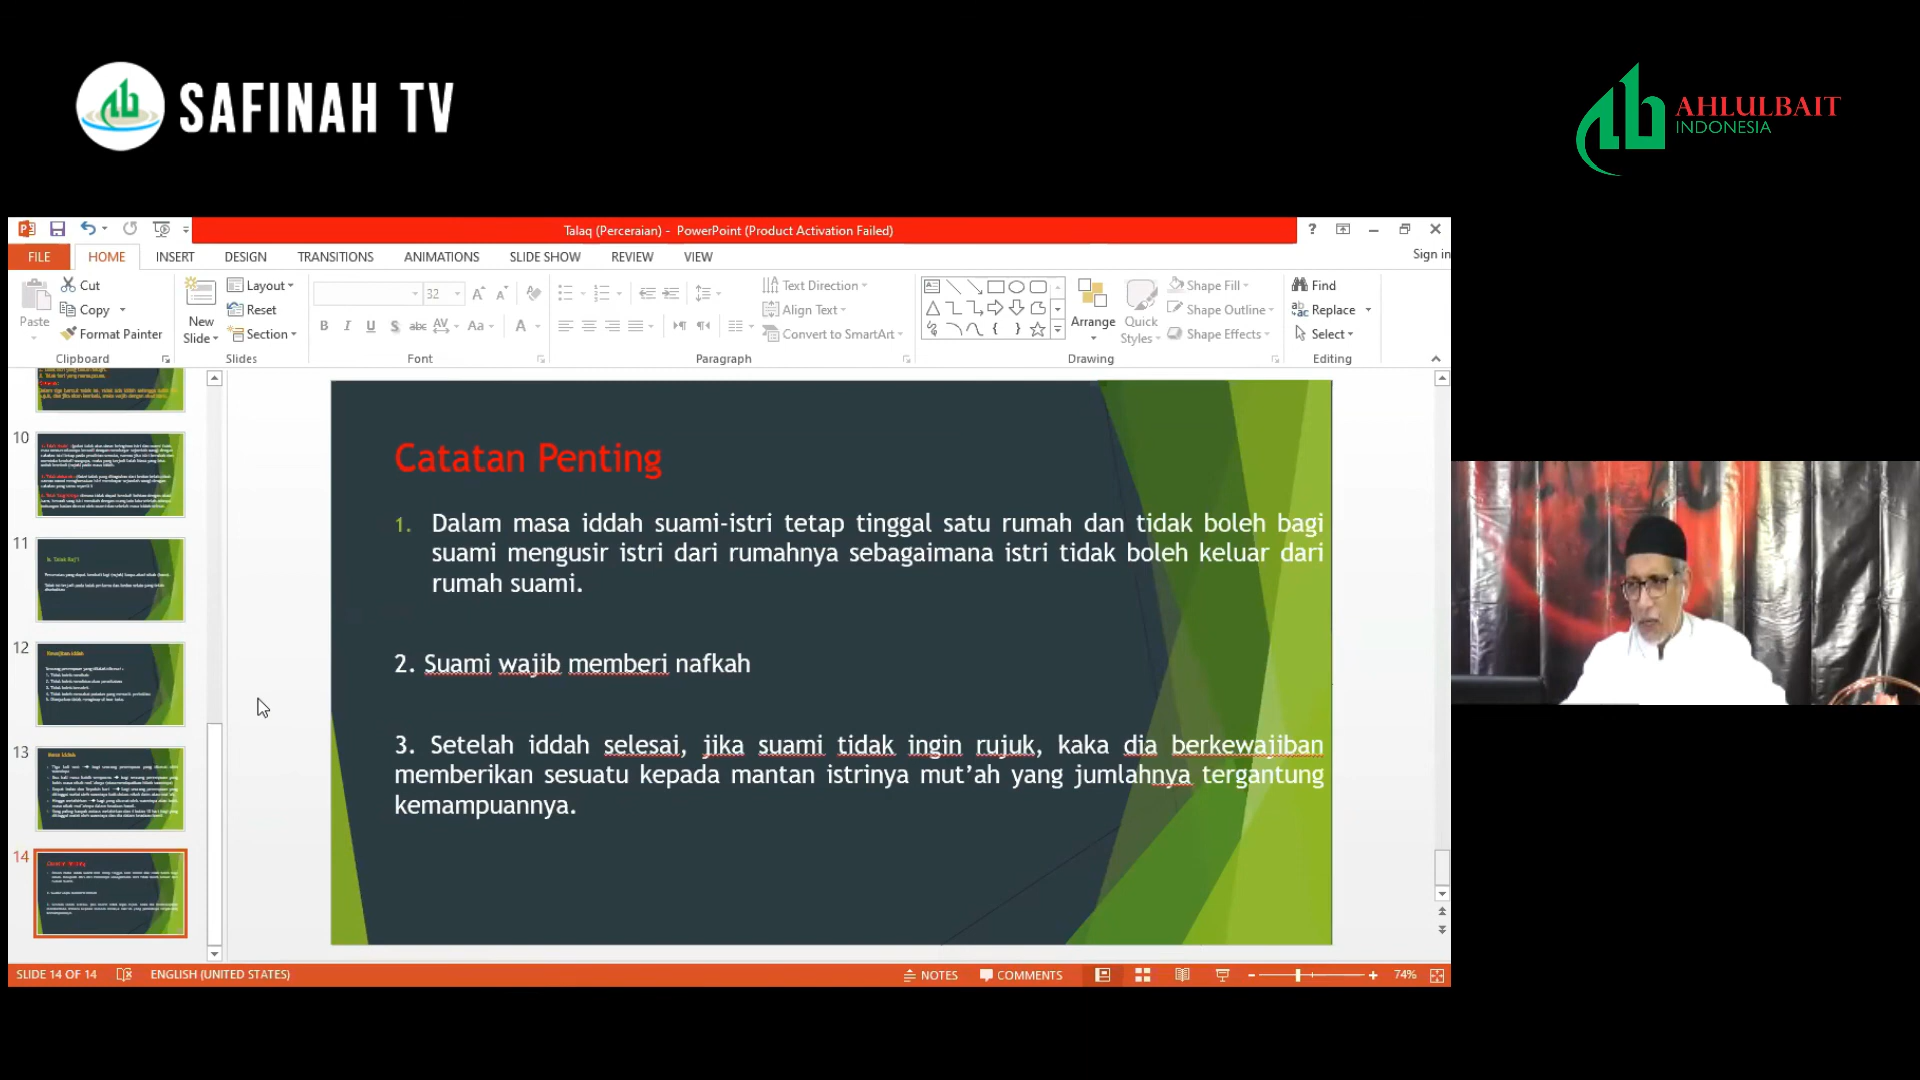 SAFINAH TV
AHLULBAIT
INDONESIA
Talaq (Perceraian) - PowerPoint (Product Activation Failed)
FILE HOME INSERT DESIGN TRANSITIONS ANIMATIONS SLIDE SHOW REVIEW VIEW Sign in
Cut
Copy
Format Painter
Paste
Clipboard
New
Slide
Layout
Reset
Section
Slides
32
Font
Text Direction
Align Text
Convert to SmartArt
Paragraph
Arrange
Quick
Styles
Shape Fill
Shape Outline
Shape Effects
Drawing
Find
Replace
Select
Editing
10
11
12
13
14
Catatan Penting
1. Dalam masa iddah suami-istri tetap tinggal satu rumah dan tidak boleh bagi
suami mengusir istri dari rumahnya sebagaimana istri tidak boleh keluar dari
rumah suami.
2. Suami wajib memberi nafkah
3. Setelah iddah selesai, jika suami tidak ingin rujuk, kaka dia berkewajiban
memberikan sesuatu kepada mantan istrinya mut’ah yang jumlahnya tergantung
kemampuannya.
SLIDE 14 OF 14 ENGLISH (UNITED STATES) NOTES COMMENTS 74%